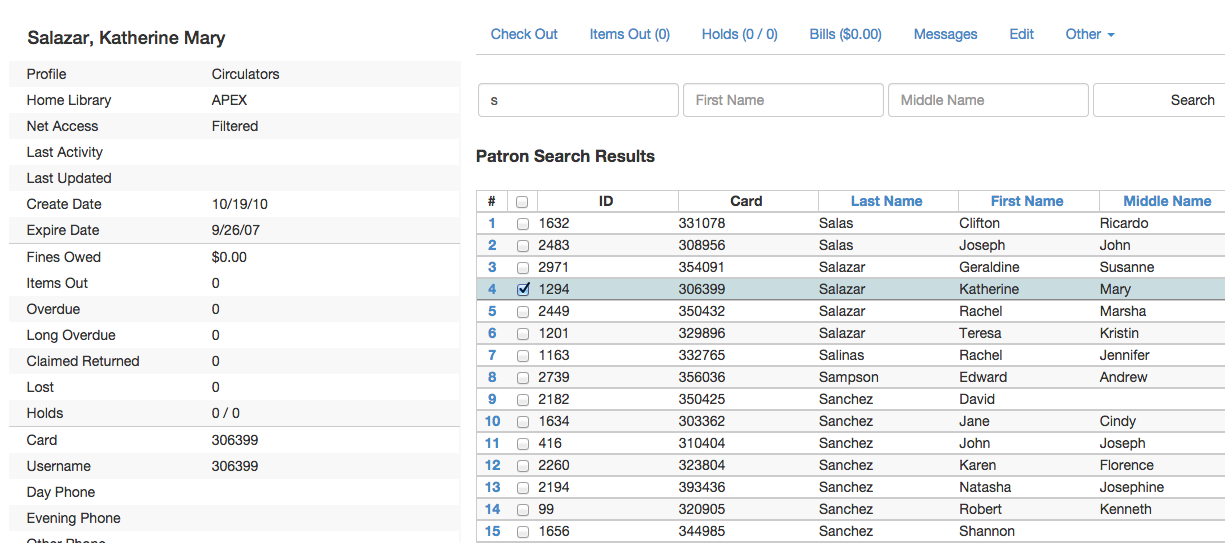 Salazar, Katherine Mary
Profile Circulators
Home Library APEX
Net Access Filtered
Last Activity
Last Updated
Create Date 10/19/10
Expire Date 9/26/07
Fines Owed $0.00
Items Out 0
Overdue 0
Long Overdue 0
Claimed Returned 0
Lost 0
Holds 0 / 0
Card 306399
Username 306399
Day Phone
Evening Phone
Other Phone
Check Out Items Out (0) Holds (0 / 0) Bills ($0.00) Messages Edit Other
s First Name Middle Name Search
Patron Search Results
# ID Card Last Name First Name Middle Name
1 1632 331078 Salas Clifton Ricardo
2 2483 308956 Salas Joseph John
3 2971 354091 Salazar Geraldine Susanne
4 1294 306399 Salazar Katherine Mary
5 2449 350432 Salazar Rachel Marsha
6 1201 329896 Salazar Teresa Kristin
7 1163 332765 Salinas Rachel Jennifer
8 2739 356036 Sampson Edward Andrew
9 2182 350425 Sanchez David
10 1634 303362 Sanchez Jane Cindy
11 416 310404 Sanchez John Joseph
12 2260 323804 Sanchez Karen Florence
13 2194 393436 Sanchez Natasha Josephine
14 99 320905 Sanchez Robert Kenneth
15 1656 344985 Sanchez Shannon